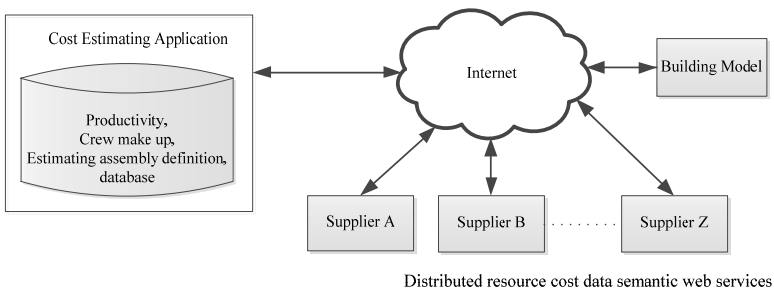 Cost Estimating Application
Productivity,
Crew make up,
Estimating assembly definition,
database
Internet
Building Model
Supplier A
Supplier B
Supplier Z
Distributed resource cost data semantic web services